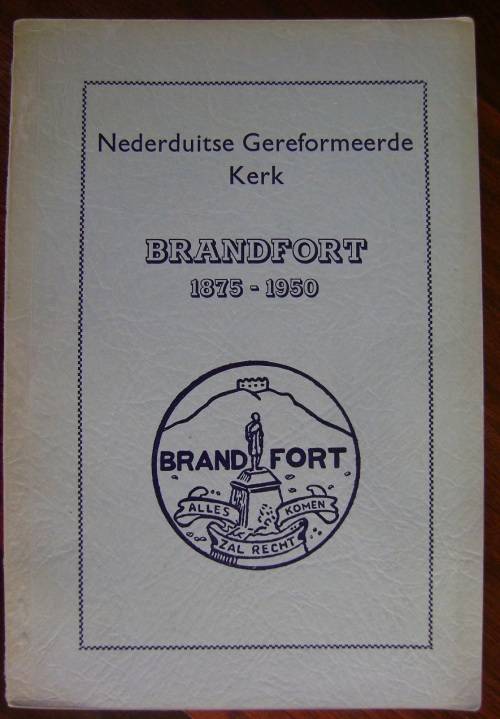 Nederduitse Gereformeerde
Kerk
BRANDFORT
1875 - 1950
BRAND FORT
ALLES KOMEN
ZAL RECHT